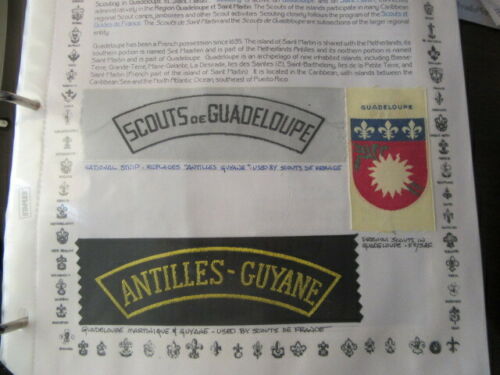 administratively in the Region of Guadeloupe of Saint Martin. The Scouts of the islands participate in many Caribbean
regional Scout camps, jamborees and other Scout activities. Scouting closely follows the program of the Scouts et
Guides de France. The Scouts of Saint Martin and the Scouts de Guadeloupe are subsections of the larger regional
entity.
Guadeloupe has been a French possession since 1635. The island of Saint Martin is shared with the Netherlands, its
southern portion is named Sint Maarten and is part of the Netherlands Antilles and its northern portion is named
Saint Martin and is part of Guadeloupe. Guadeloupe is an archipelago of nine inhabited islands, including Basse-
Terre, Grande-Terre, Marie-Galante, La Desirade, Iles des Saintes (2), Saint-Barthélemy, Iles de la Petite Terre, and
Saint-Martin (French part of the island of Saint Martin). It is located in the Caribbean, with islands between the
Caribbean Sea and the North Atlantic Ocean, southeast of Puerto Rico.
SCOUTS DE GUADELOUPE
GUADELOUPE
NATIONAL STRIP - REPLACES "ANTILLES GUYANE" - USED BY SCOUTS DE FRANCE
FOREIGN SCOUTS IN
GUADELOUPE -
ANTILLES - GUYANE
GUADELOUPE MARTINIQUE & GUYANE - USED BY SCOUTS DE FRANCE